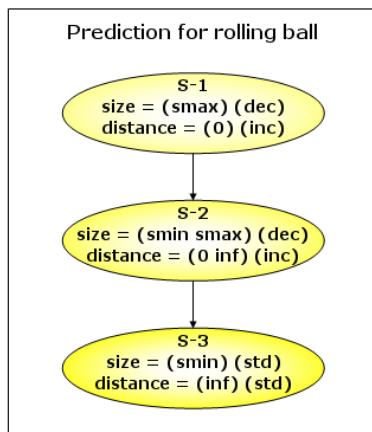 Prediction for rolling ball
S-1
size = (smax) (dec)
distance = (0) (inc)
S-2
size = (smin smax) (dec)
distance = (0 inf) (inc)
S-3
size = (smin) (std)
distance = (inf) (std)